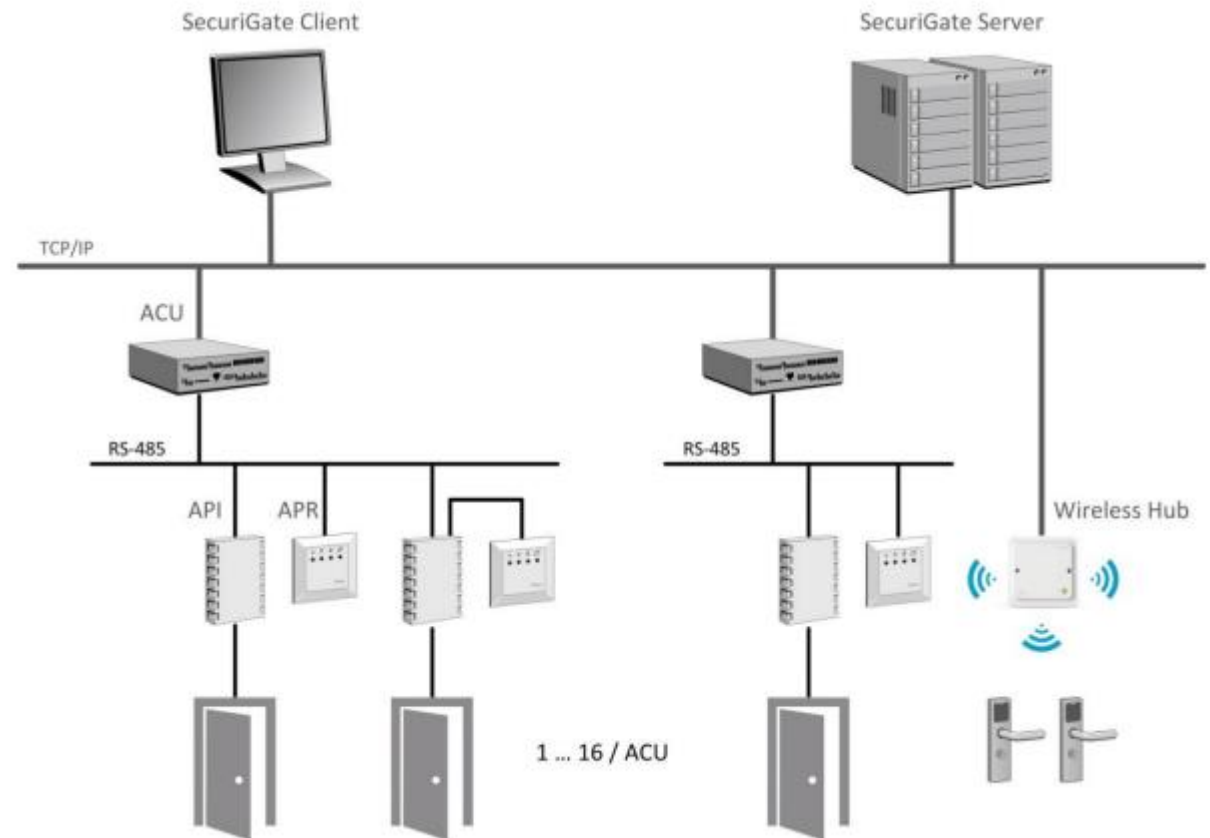 SecuriGate Client
SecuriGate Server
TCP/IP
ACU
RS-485
RS-485
API
APR
Wireless Hub
1 ... 16 / ACU